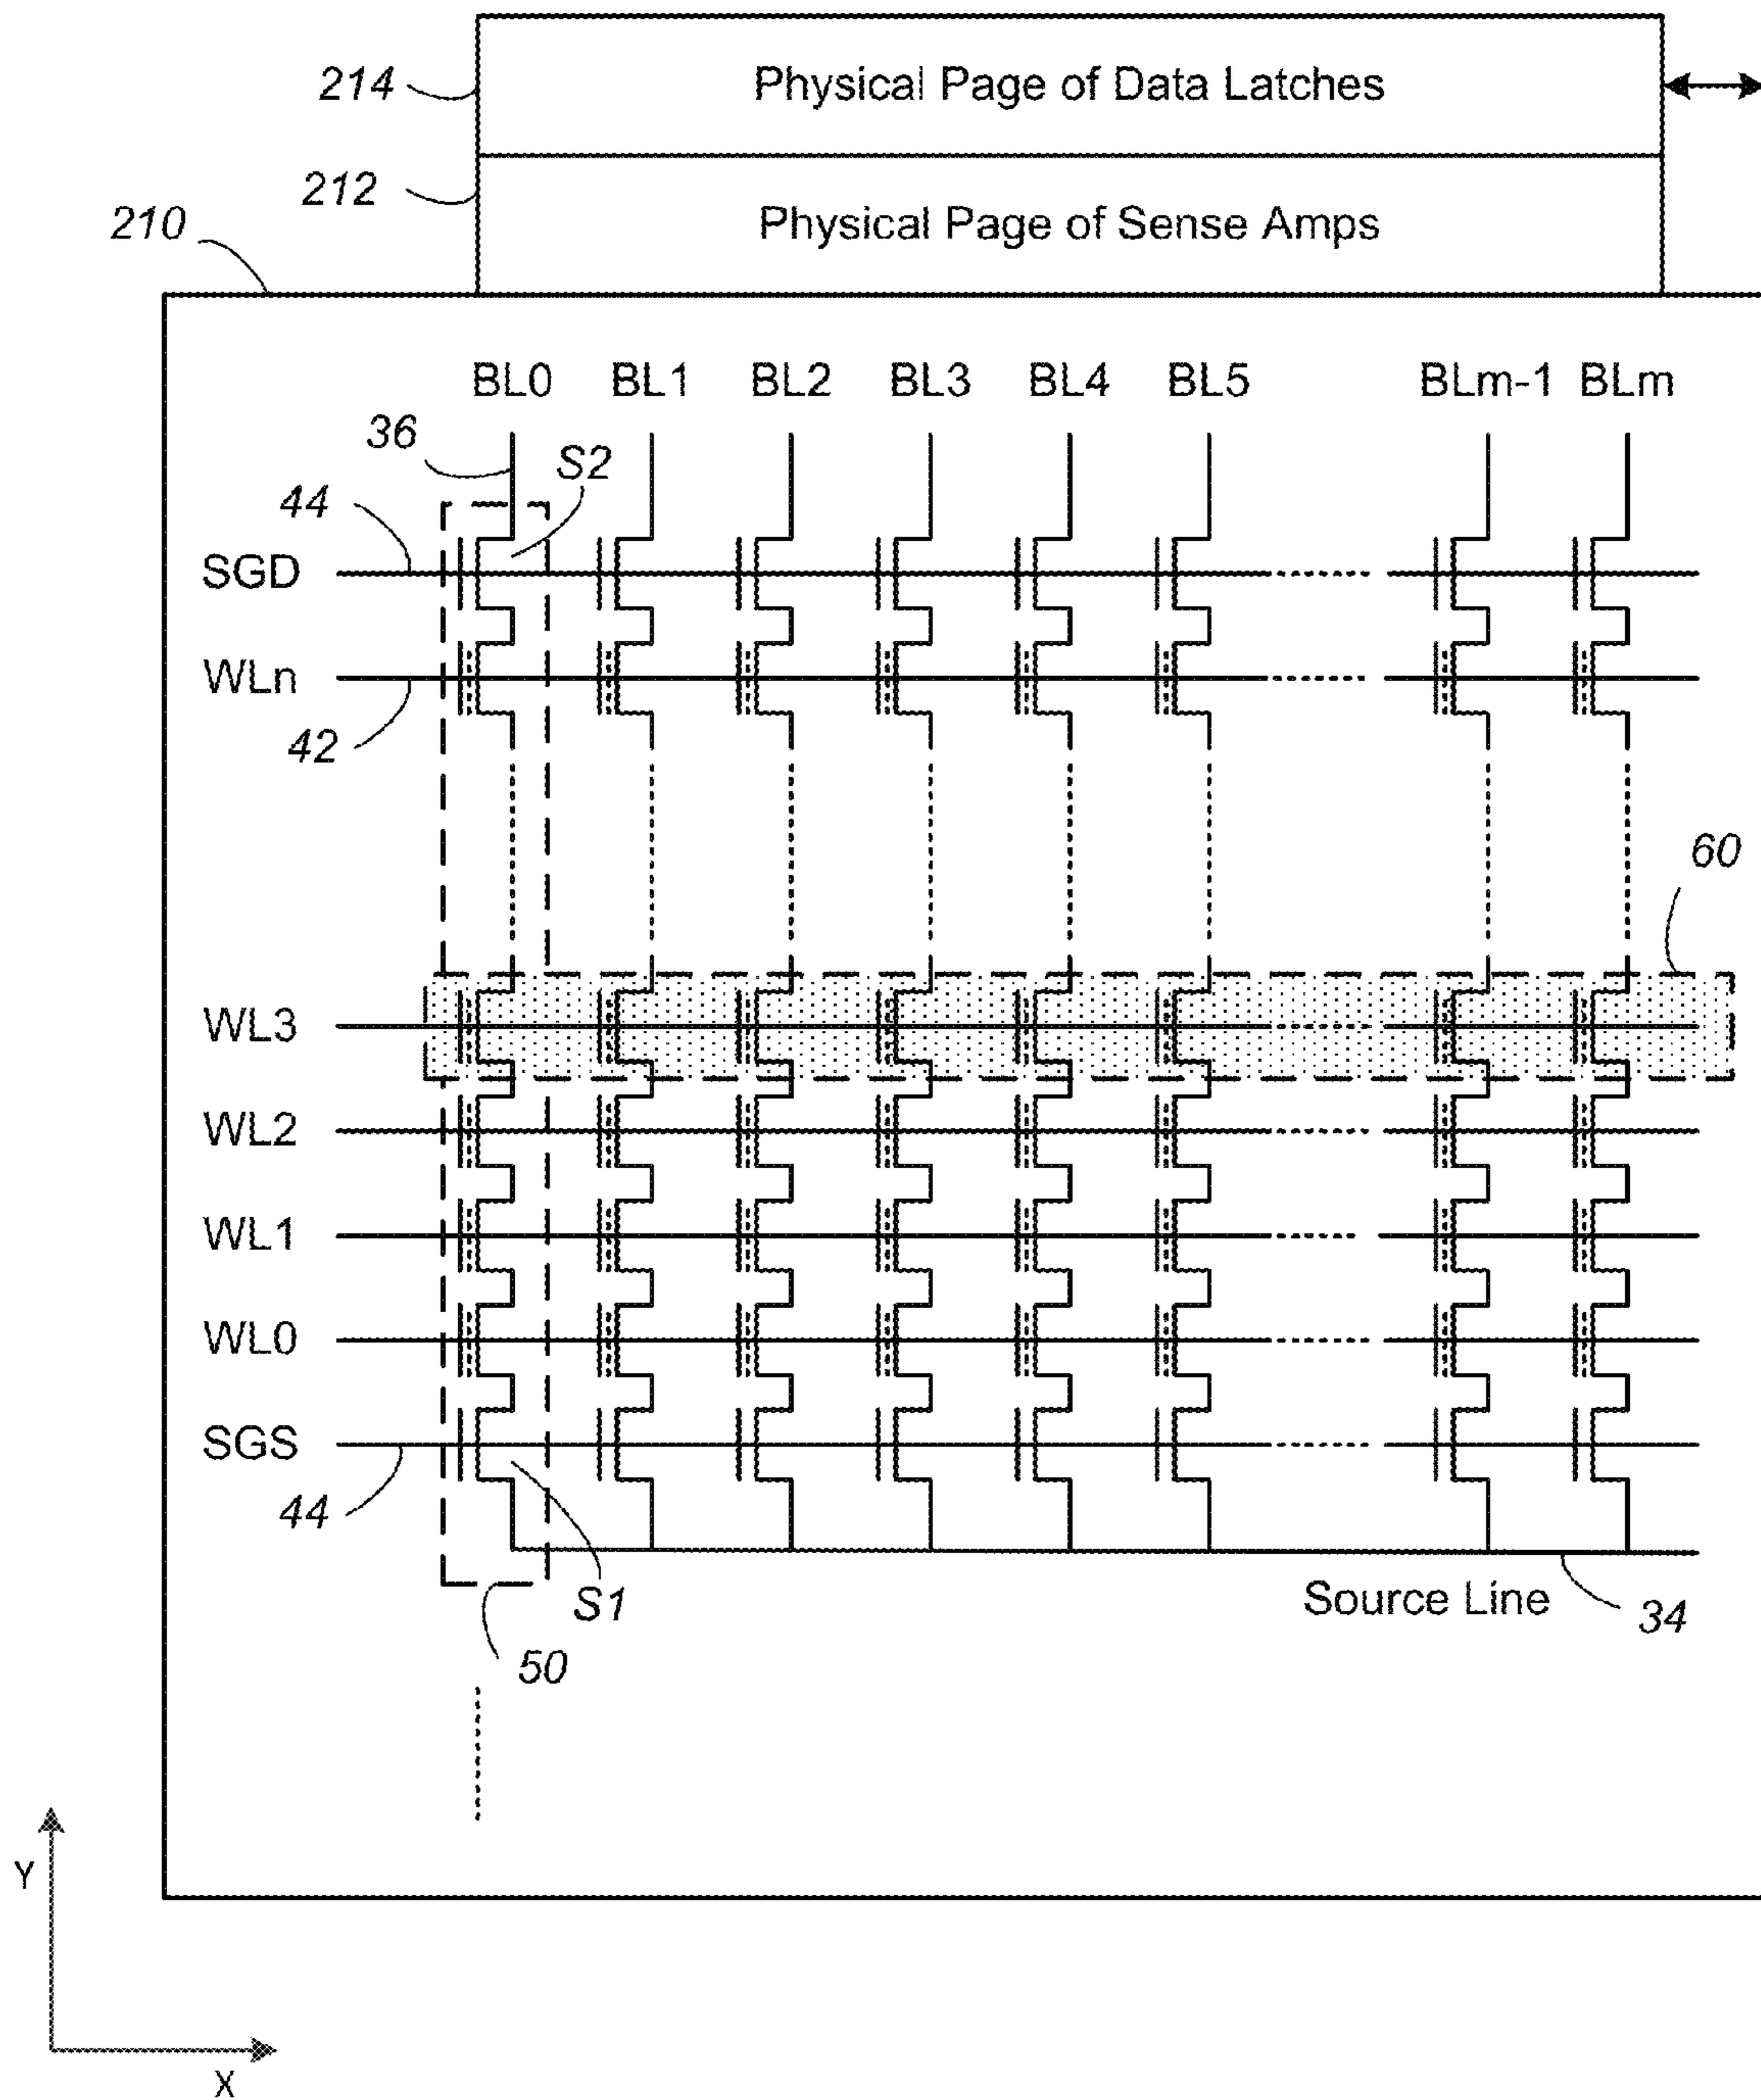 214
Physical Page of Data Latches
212
Physical Page of Sense Amps
210
BL0 BL1 BL2 BL3 BL4 BL5 BLm-1 BLm
36
S2
44
SGD
WLn
42
60
WL3
WL2
WL1
WL0
SGS
44
S1
Source Line
34
50
Y
X